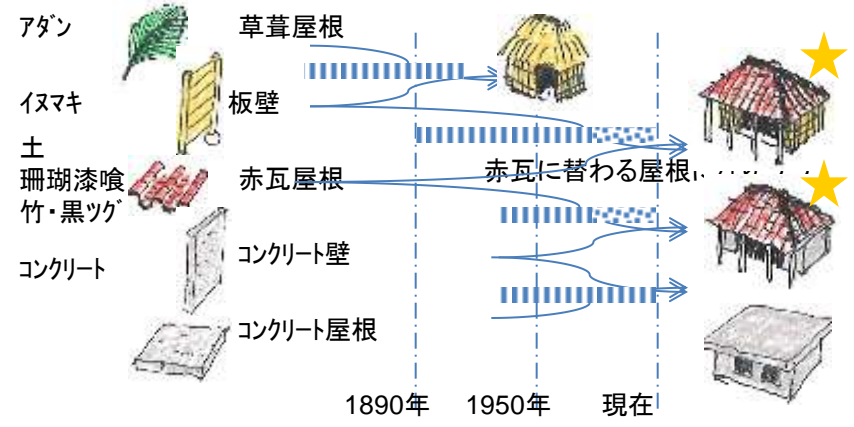 アダン
草葺屋根
イヌマキ
板壁
土
珊瑚漆喰
竹・黒ツグ
赤瓦屋根
赤瓦に替わる屋根
コンクリート
コンクリート壁
コンクリート屋根
1890年
1950年
現在